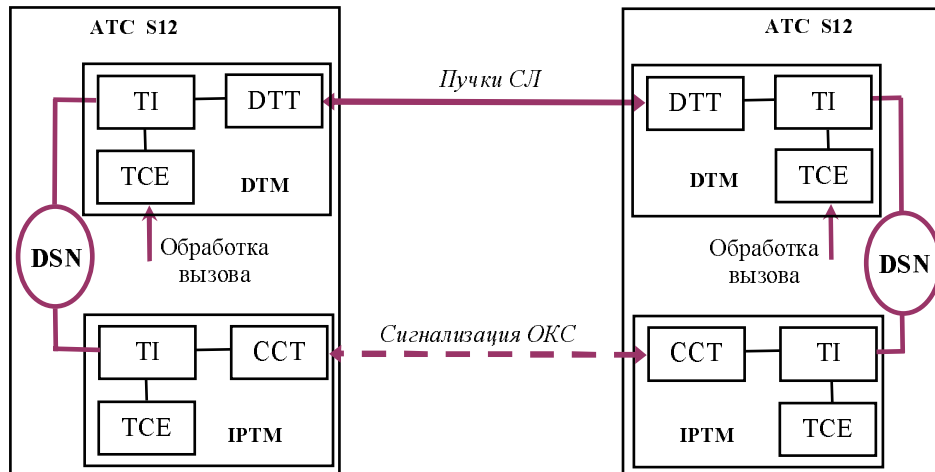 АТС S12
АТС S12
Пучки СЛ
TI
DTT
DTT
TI
TCE
DTM
DTM
TCE
DSN
Обработка
вызова
Обработка
вызова
DSN
Сигнализация ОКС
TI
CCT
CCT
TI
TCE
IPTM
IPTM
TCE